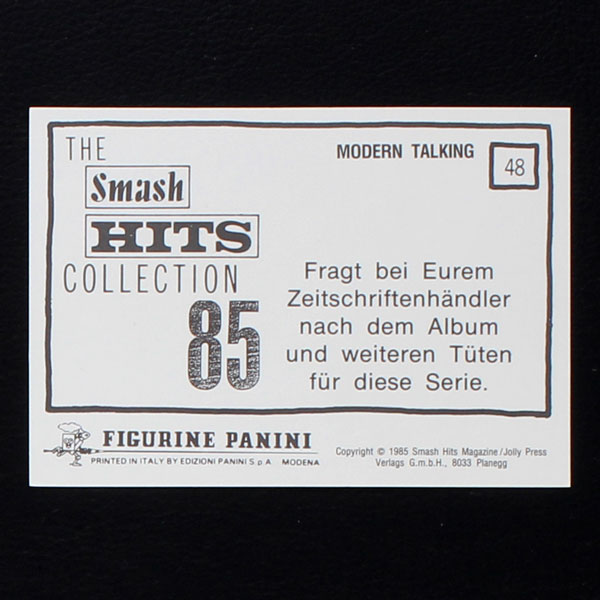 THE
Smash
HITS
COLLECTION
85
MODERN TALKING
48
Fragt bei Eurem
Zeitschriftenhändler
nach dem Album
und weiteren Tüten
für diese Serie.
FIGURINE PANINI
PRINTED IN ITALY BY EDIZIONI PANINI S.p.A. MODENA
Copyright © 1985 Smash Hits Magazine/Jolly Press
Verlags G.m.b.H., 8033 Planegg